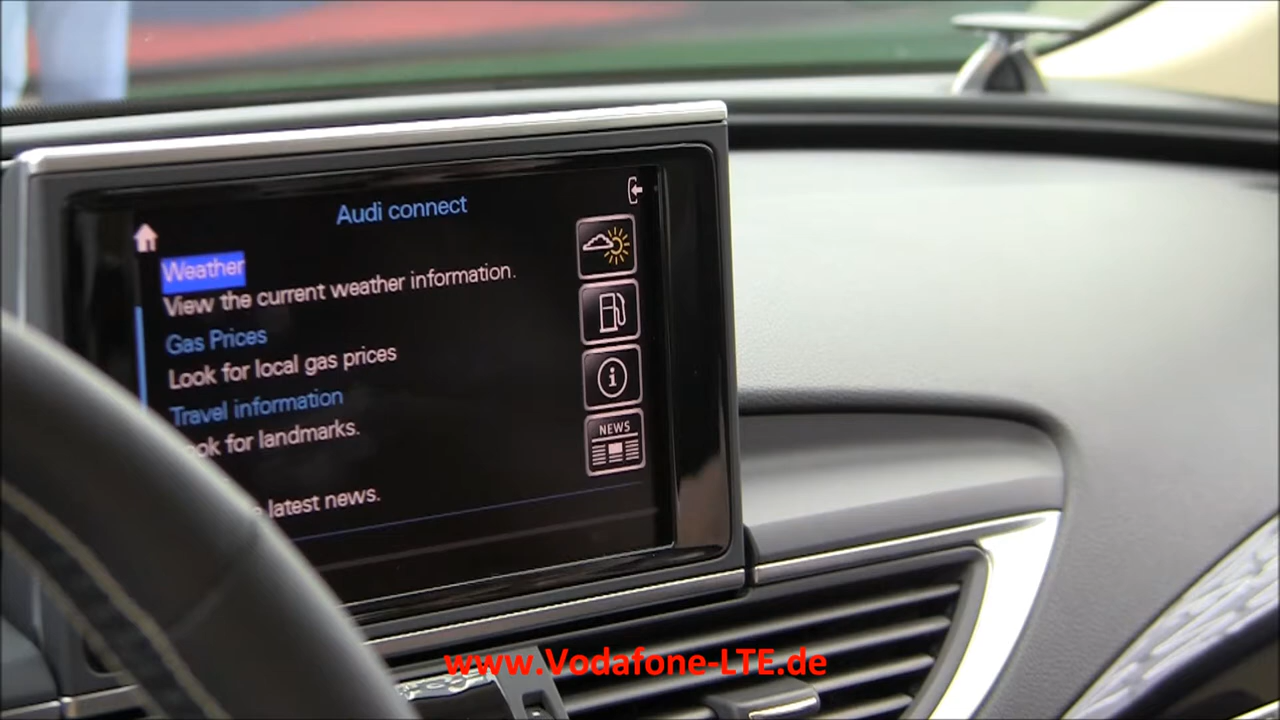 Audi connect
Weather
View the current weather information.
Gas Prices
Look for local gas prices
Travel information
for landmarks.
NEWS
latest news.
www.Vodafone-LTE.de